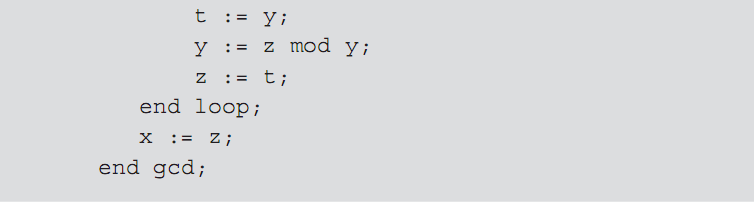 t := y;
y := z mod y;
z := t;
end loop;
x := z;
end gcd;